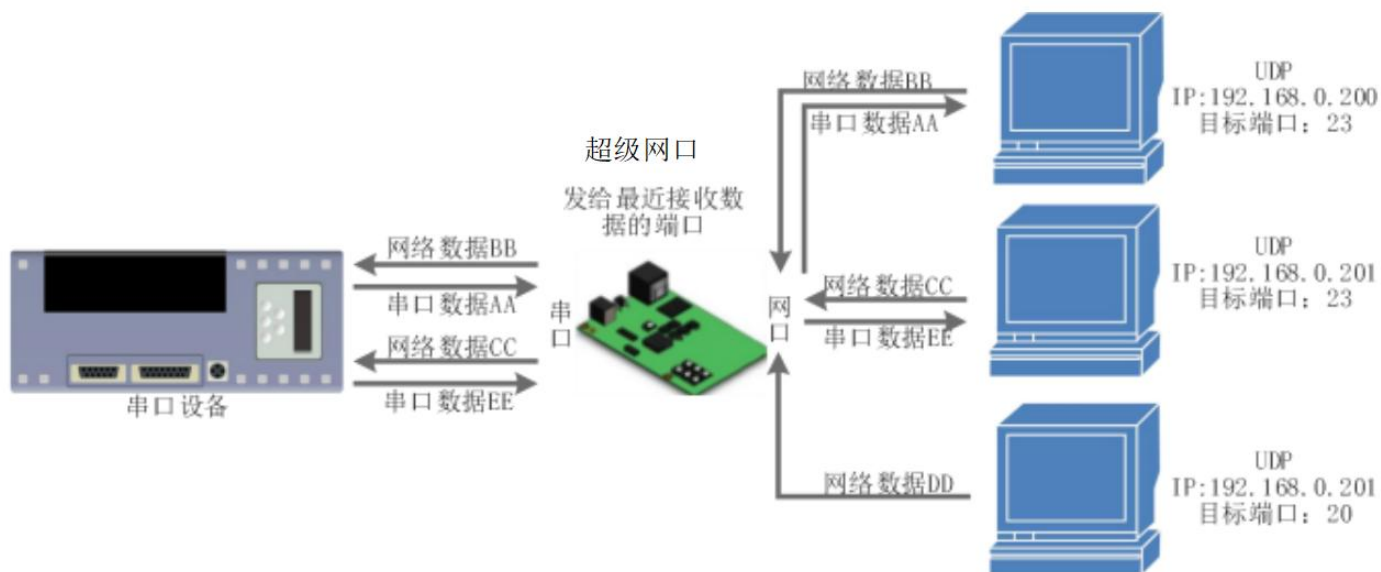 网络数据BB
串口数据AA
UDP
IP:192.168.0.200
目标端口：23
超级网口
发给最近接收数
据的端口
网络数据BB
串口数据AA
网络数据CC
串口数据EE
串口设备
串口
网口
网络数据CC
串口数据EE
UDP
IP:192.168.0.201
目标端口：23
网络数据DD
UDP
IP:192.168.0.201
目标端口：20